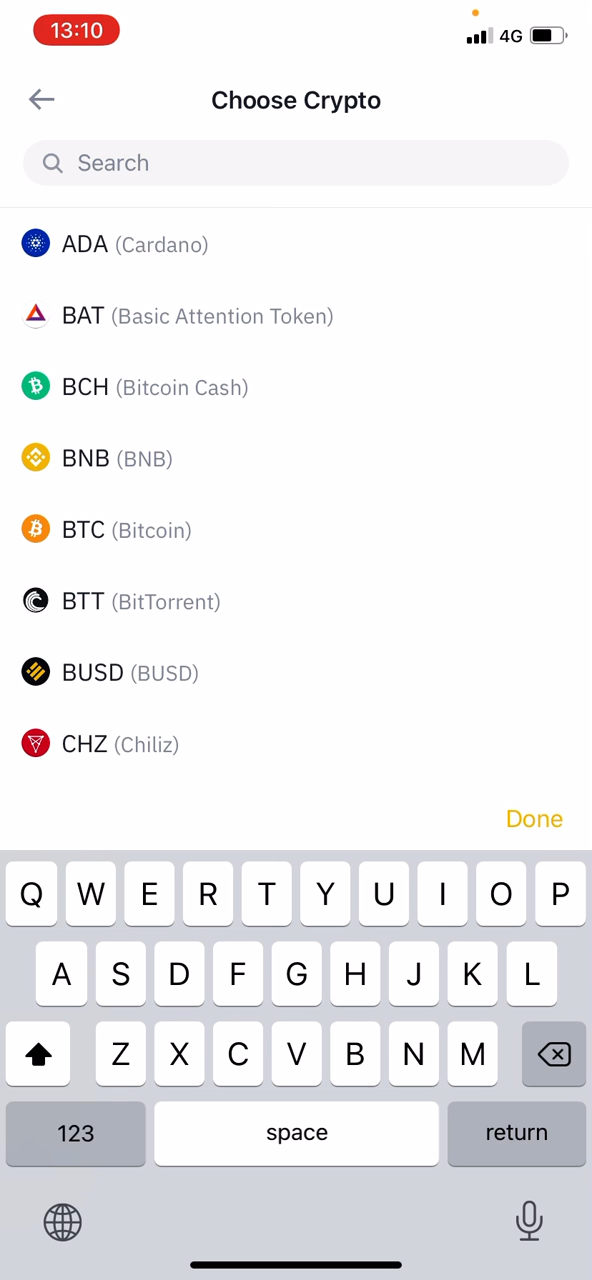 13:10
4G
Choose Crypto
Search
ADA (Cardano)
BAT (Basic Attention Token)
BCH (Bitcoin Cash)
BNB (BNB)
BTC (Bitcoin)
BTT (BitTorrent)
BUSD (BUSD)
CHZ (Chiliz)
Done
Q W E R T Y U I O P
A S D F G H J K L
Z X C V B N M
123 space return